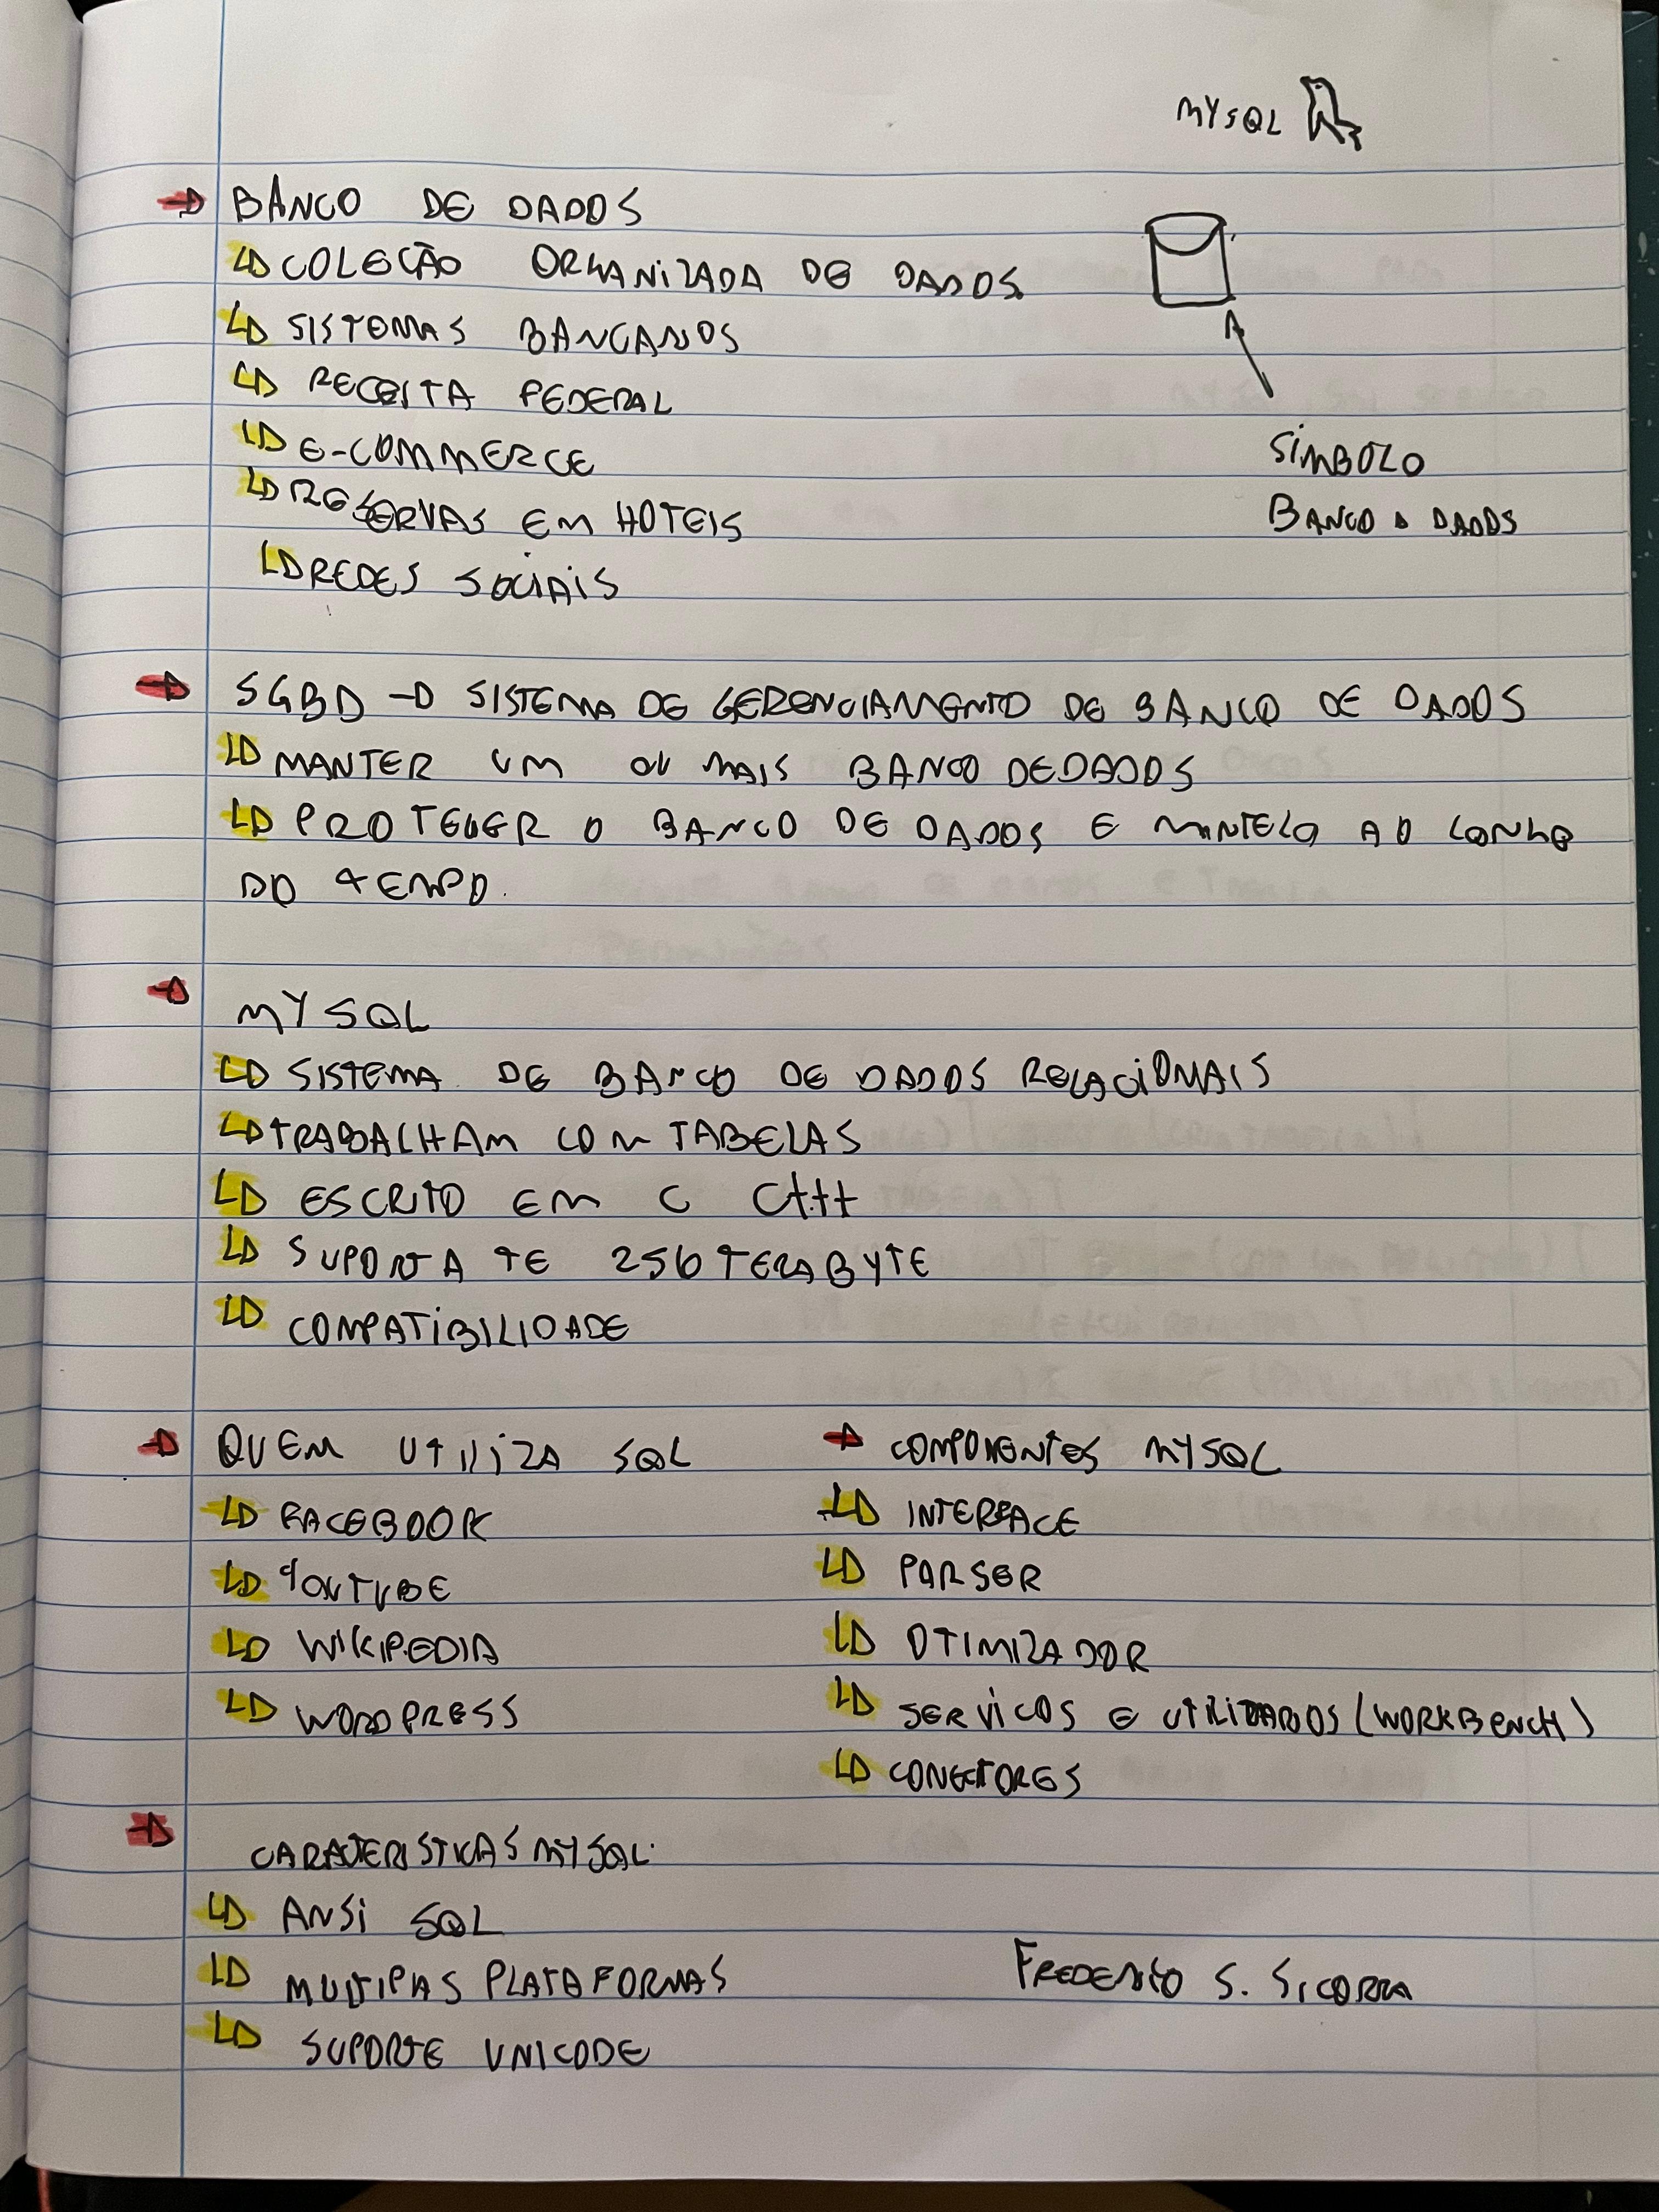 MYSQL
→ BANCO DE DADOS
↳ COLEÇÃO ORGANIZADA DE DADOS.
↳ SISTEMAS BANCARIOS
↳ RECEITA FEDERAL
↳ E-COMMERCE
↳ RESERVAS EM HOTEIS
↳ REDES SOCIAIS
SÍMBOLO
BANCO D DADOS
→ SGBD → SISTEMA DE GERENCIAMENTO DE BANCO DE DADOS
↳ MANTER UM OU MAIS BANCO DE DADOS
↳ PROTEGER O BANCO DE DADOS E MANTELO AO LONGO
DO TEMPO.
→ MYSQL
↳ SISTEMA DE BANCO DE DADOS RELACIONAIS
↳ TRABALHAM COM TABELAS
↳ ESCRITO EM C C++
↳ SUPORTA TE 256 TERABYTE
↳ COMPATIBILIDADE
→ QUEM UTILIZA SQL
↳ FACEBOOK
↳ YOUTUBE
↳ WIKIPEDIA
↳ WORDPRESS
→ COMPONENTES MYSQL
↳ INTERFACE
↳ PARSER
↳ OTIMIZADOR
↳ SERVICOS E UTILITARIOS (WORKBENCH)
↳ CONECTORES
→ CARACTERISTICAS MYSQL.
↳ ANSI SQL
↳ MULTIPLAS PLATAFORMAS
↳ SUPORTE UNICODE
FREDERICO S. SICORRA